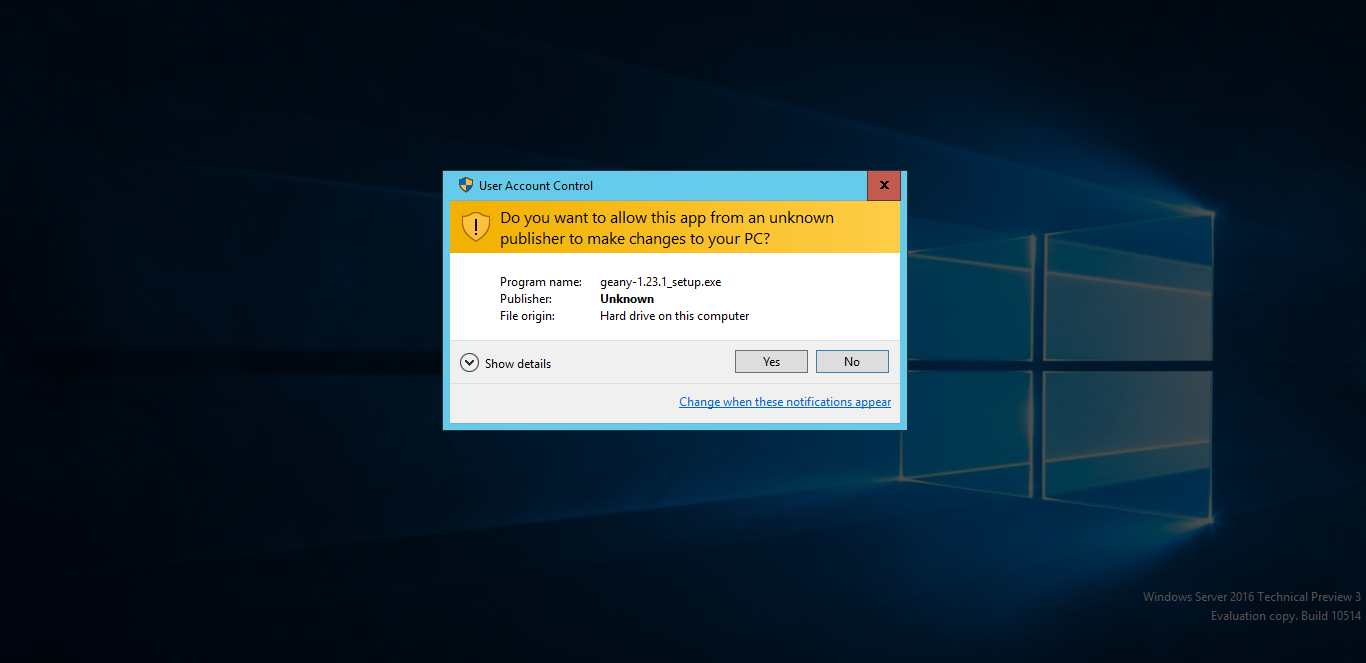 User Account Control
Do you want to allow this app from an unknown
publisher to make changes to your PC?
Program name: geany-1.23.1_setup.exe
Publisher: Unknown
File origin: Hard drive on this computer
Show details
Yes
No
Change when these notifications appear
Windows Server 2016 Technical Preview 3
Evaluation copy. Build 10514